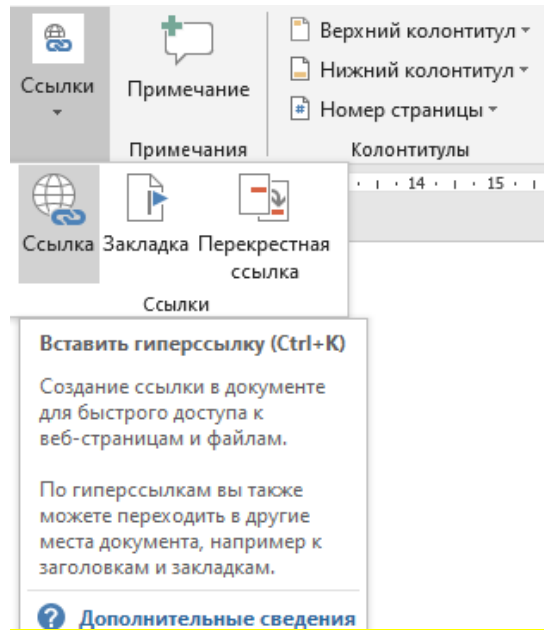 Ссылки
Примечание
Верхний колонтитул
Нижний колонтитул
# Номер страницы
Примечания
Колонтитулы
14 15
Ссылка
Закладка
Перекрестная
ссылка
Ссылки
Вставить гиперссылку (Ctrl+K)
Создание ссылки в документе
для быстрого доступа к
веб-страницам и файлам.
По гиперссылкам вы также
можете переходить в другие
места документа, например к
заголовкам и закладкам.
? Дополнительные сведения